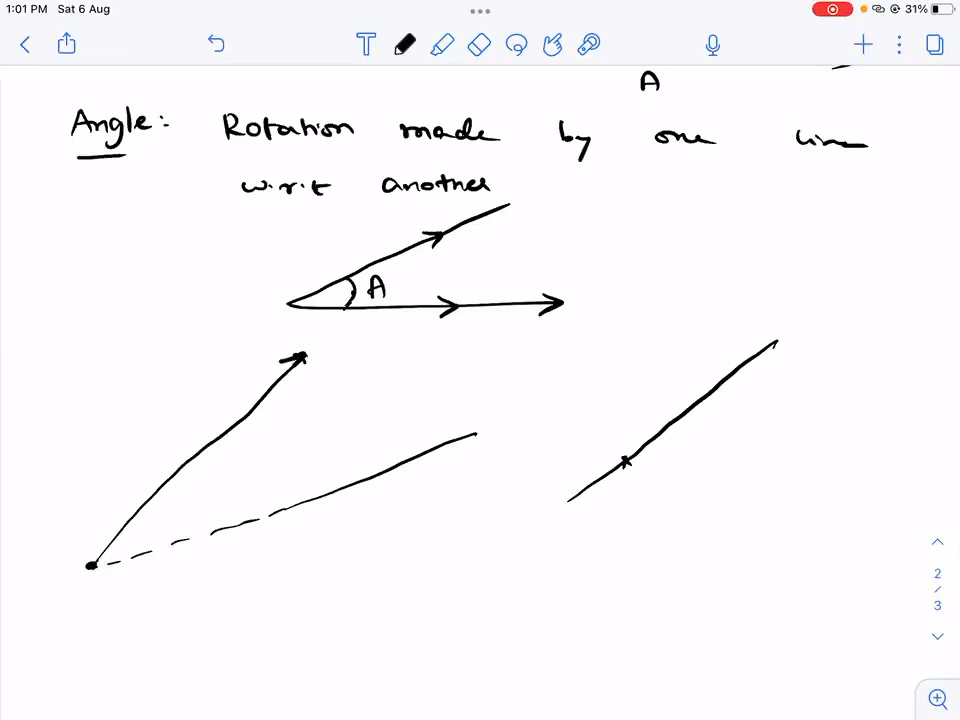 1:01 PM Sat 6 Aug
31%
A
Angle: Rotation made by one line
w.r.t another
A
2
/
3